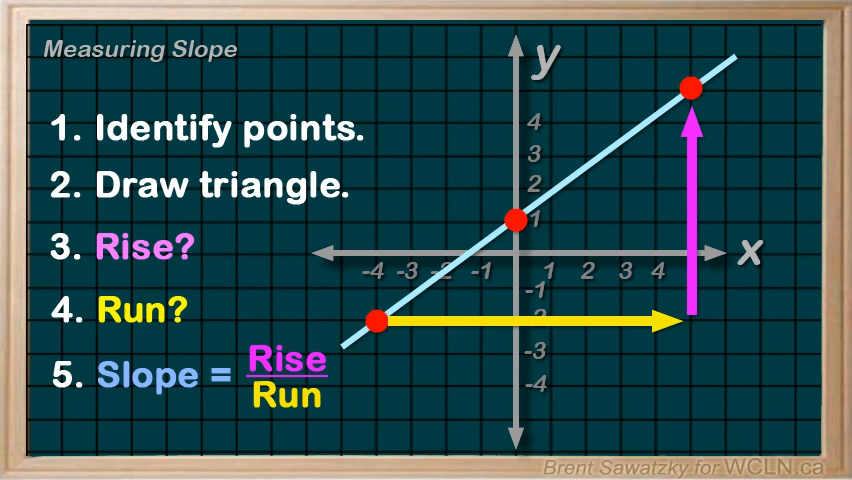 Measuring Slope
y
1. Identify points.
2. Draw triangle.
3. Rise?
4. Run?
5. Slope = Rise
Run
4
3
2
1
x
-4 -3 -2 -1 1 2 3 4
-1
-3
-4
Brent Sawatzky for WCLN.ca